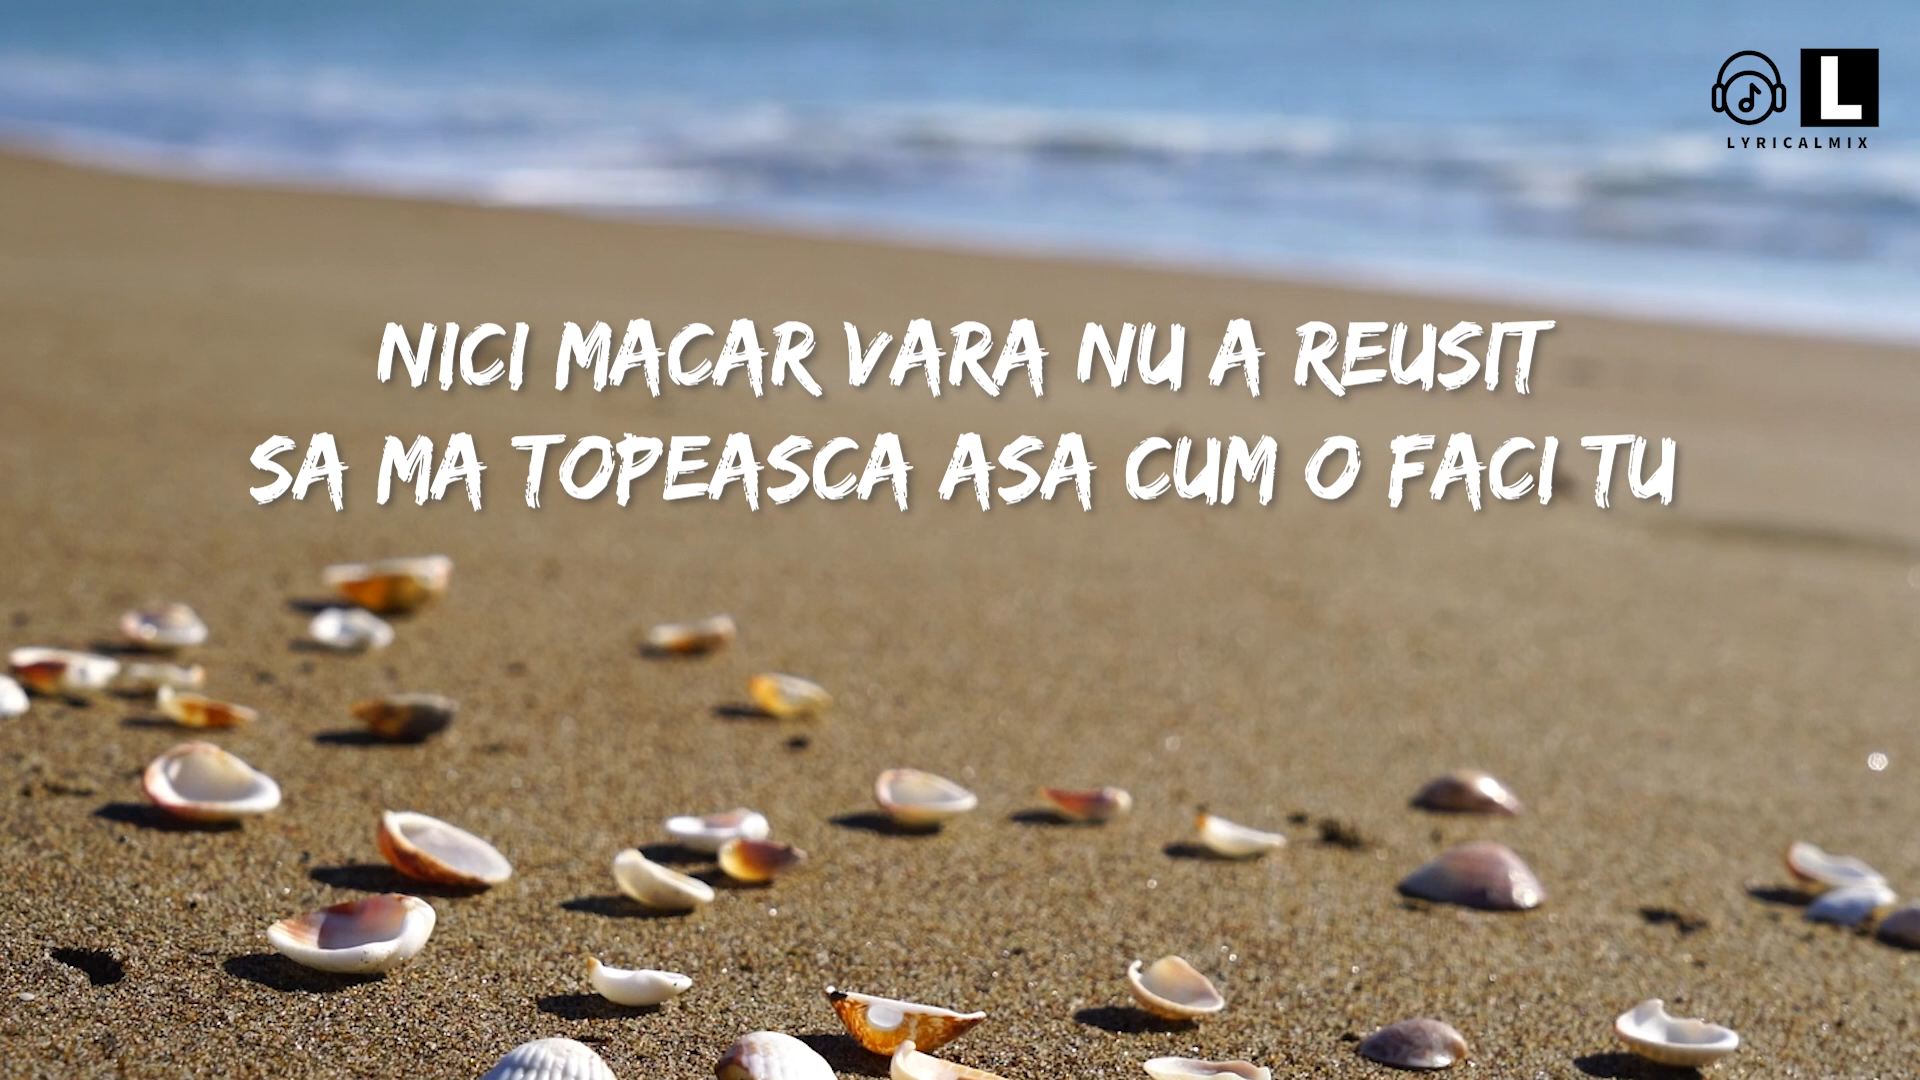 L
LYRICALMIX
NICI MACAR VARA NU A REUSIT
SA MA TOPEASCA ASA CUM O FACI TU